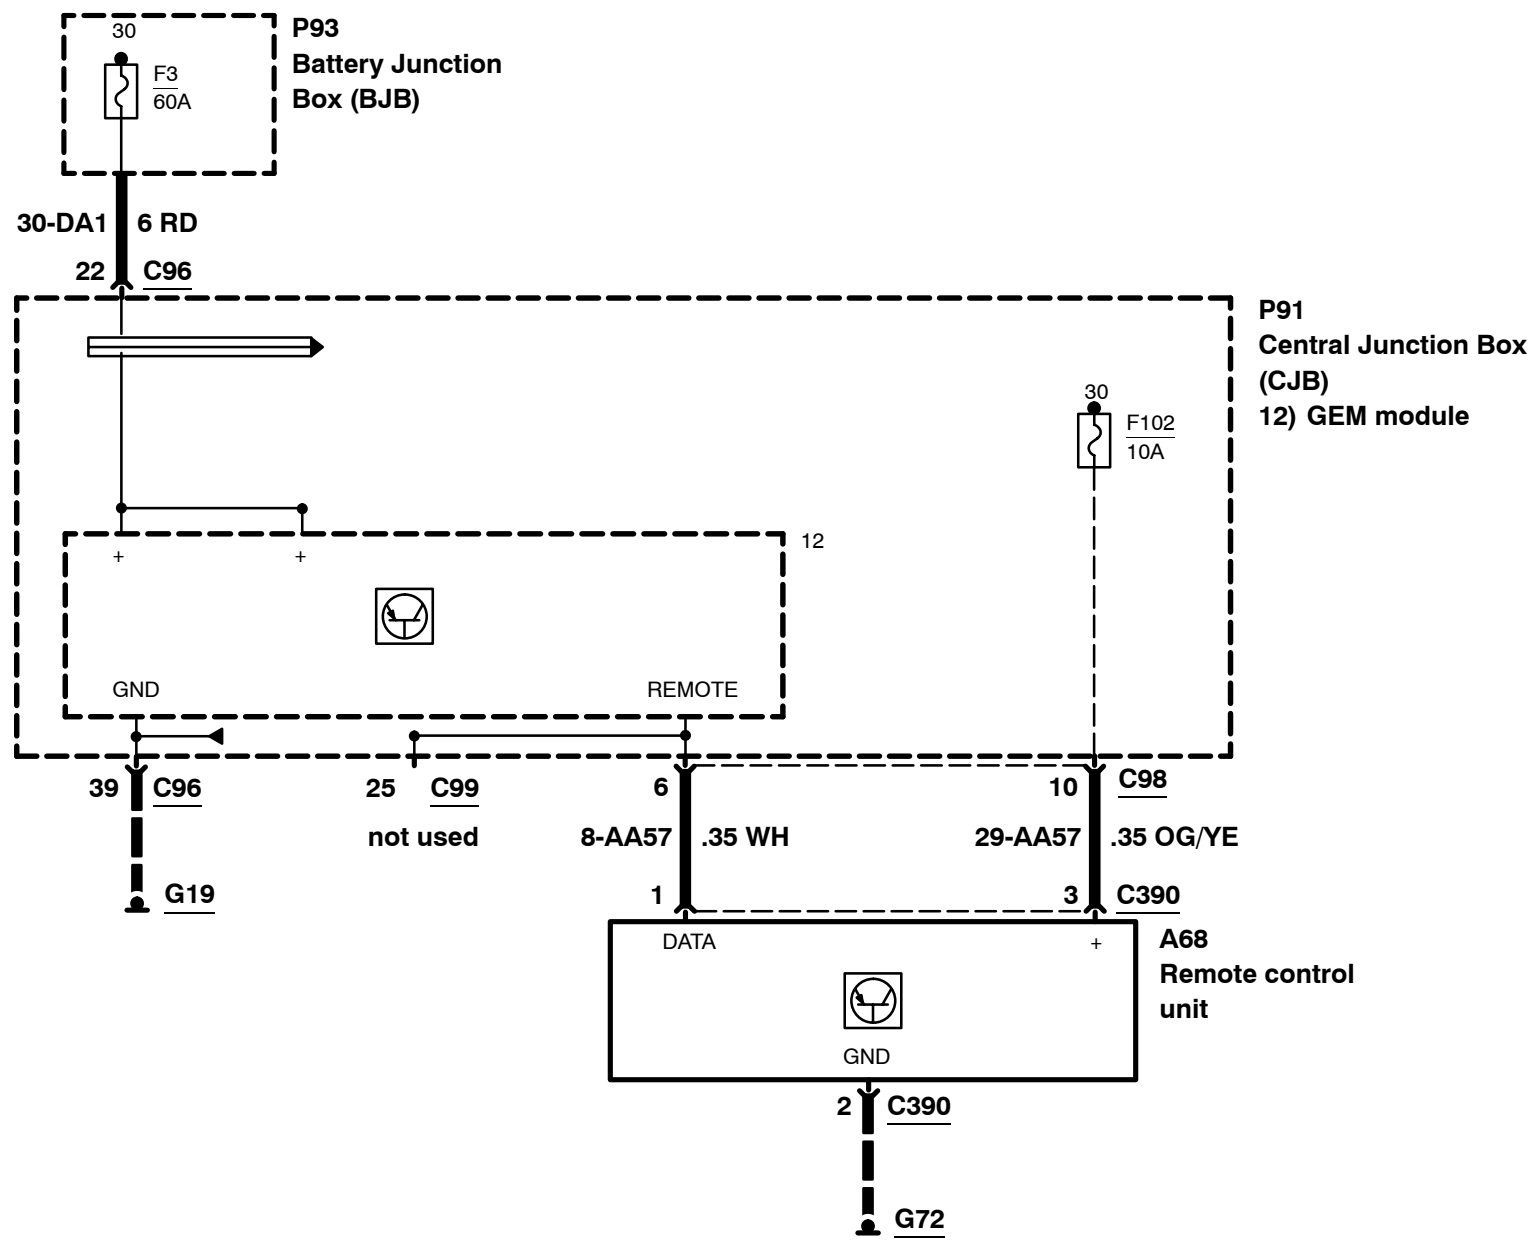 30
F3
60A
P93
Battery Junction
Box (BJB)
30-DA1 6 RD
22 C96
P91
Central Junction Box
(CJB)
12) GEM module
30
F102
10A
12
+ +
GND REMOTE
39 C96 25 C99 6 10 C98
not used 8-AA57 .35 WH 29-AA57 .35 OG/YE
G19 1 3 C390
DATA +
A68
Remote control
unit
GND
2 C390
G72